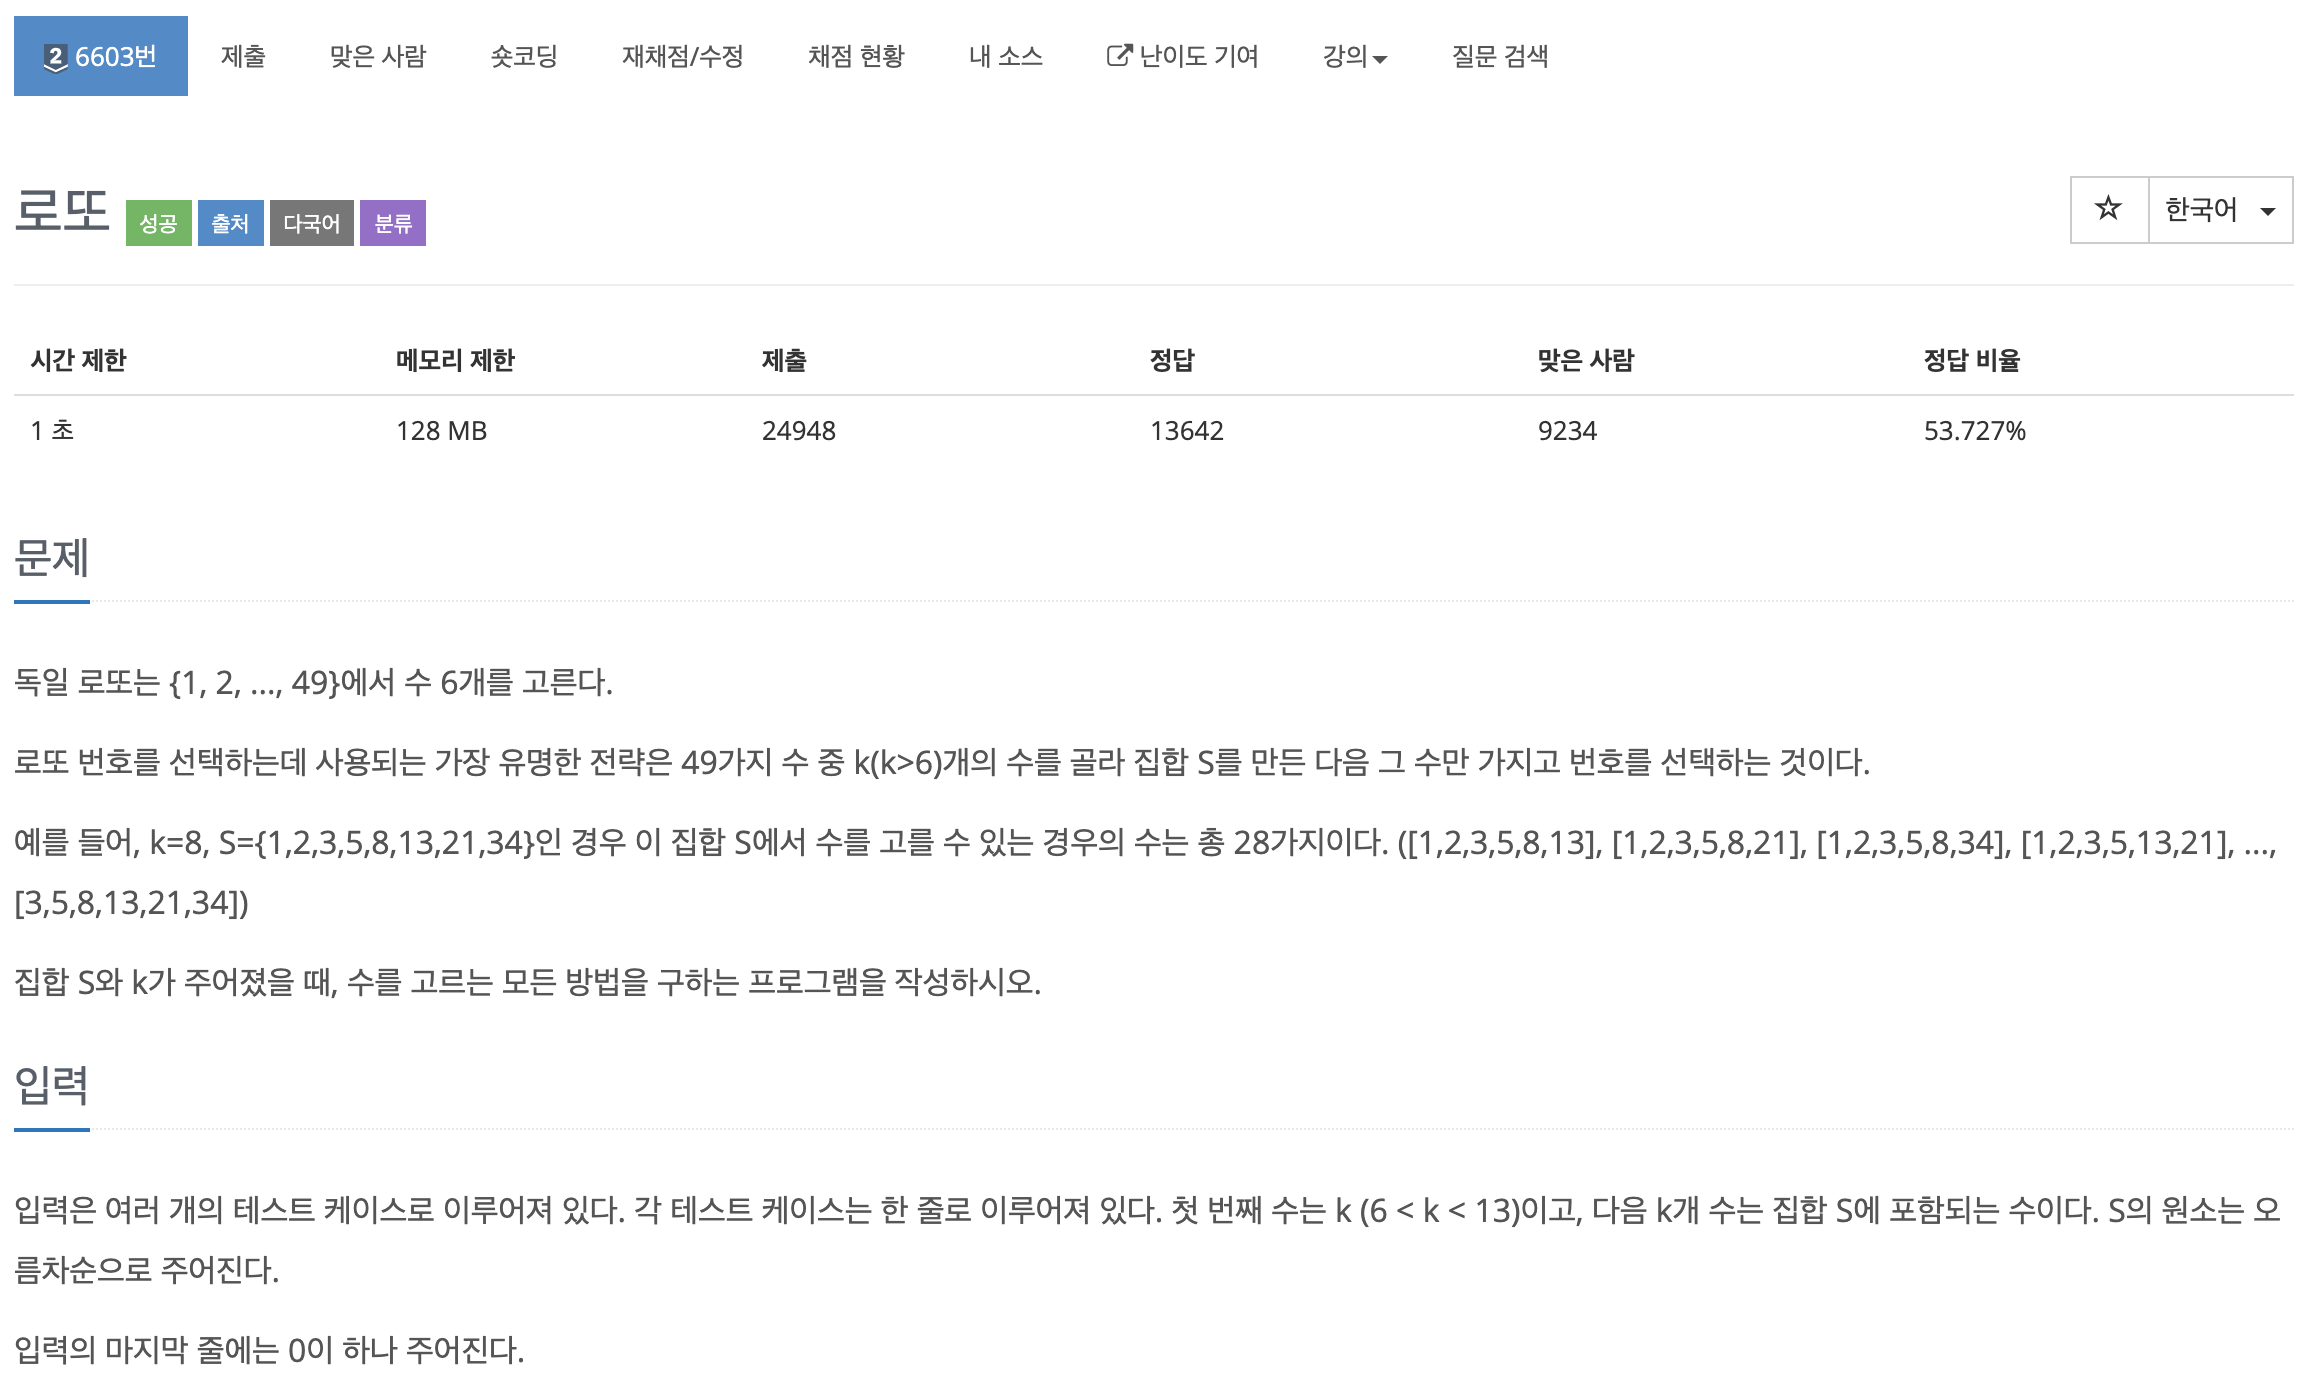 2 6603번 제출 맞은 사람 숏코딩 재채점/수정 채점 현황 내 소스 난이도 기여 강의 질문 검색
로또 성공 출처 다국어 분류 ☆ 한국어
시간 제한 메모리 제한 제출 정답 맞은 사람 정답 비율
1 초 128 MB 24948 13642 9234 53.727%
문제
독일 로또는 {1, 2, ..., 49}에서 수 6개를 고른다.
로또 번호를 선택하는데 사용되는 가장 유명한 전략은 49가지 수 중 k(k>6)개의 수를 골라 집합 S를 만든 다음 그 수만 가지고 번호를 선택하는 것이다.
예를 들어, k=8, S={1,2,3,5,8,13,21,34}인 경우 이 집합 S에서 수를 고를 수 있는 경우의 수는 총 28가지이다. ([1,2,3,5,8,13], [1,2,3,5,8,21], [1,2,3,5,8,34], [1,2,3,5,13,21], ...,
[3,5,8,13,21,34])
집합 S와 k가 주어졌을 때, 수를 고르는 모든 방법을 구하는 프로그램을 작성하시오.
입력
입력은 여러 개의 테스트 케이스로 이루어져 있다. 각 테스트 케이스는 한 줄로 이루어져 있다. 첫 번째 수는 k (6 < k < 13)이고, 다음 k개 수는 집합 S에 포함되는 수이다. S의 원소는 오
름차순으로 주어진다.
입력의 마지막 줄에는 0이 하나 주어진다.